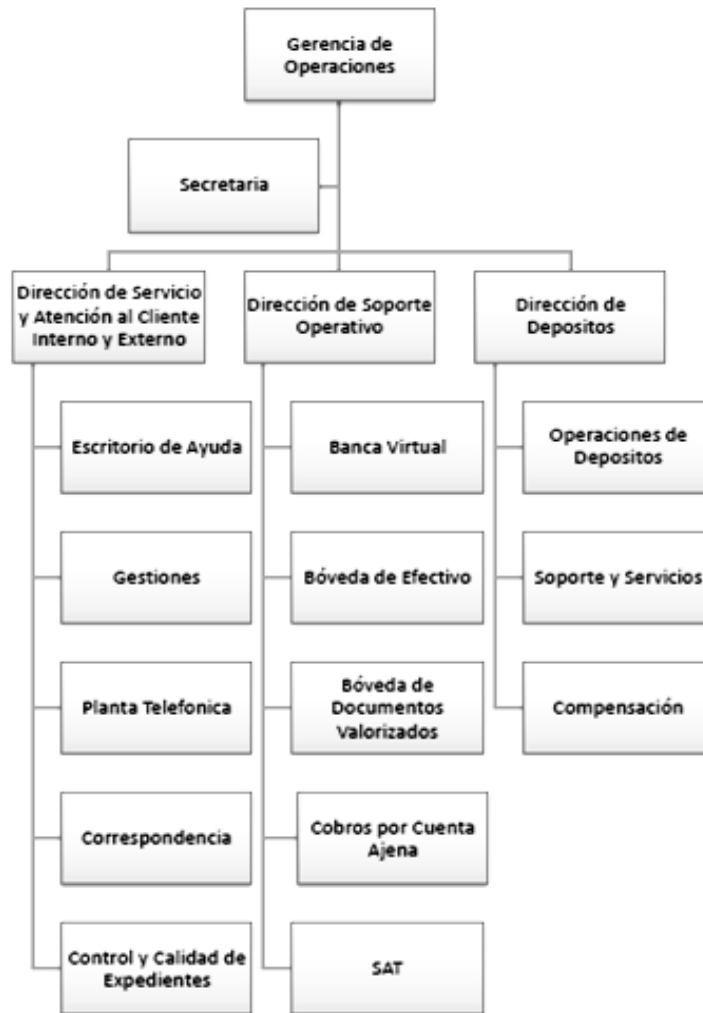 Gerencia de
Operaciones
Secretaria
Dirección de Servicio
y Atención al Cliente
Interno y Externo
Dirección de Soporte
Operativo
Dirección de
Depositos
Escritorio de Ayuda
Banca Virtual
Operaciones de
Depositos
Gestiones
Bóveda de Efectivo
Soporte y Servicios
Planta Telefonica
Bóveda de
Documentos
Valorizados
Compensación
Correspondencia
Cobros por Cuenta
Ajena
Control y Calidad de
Expedientes
SAT